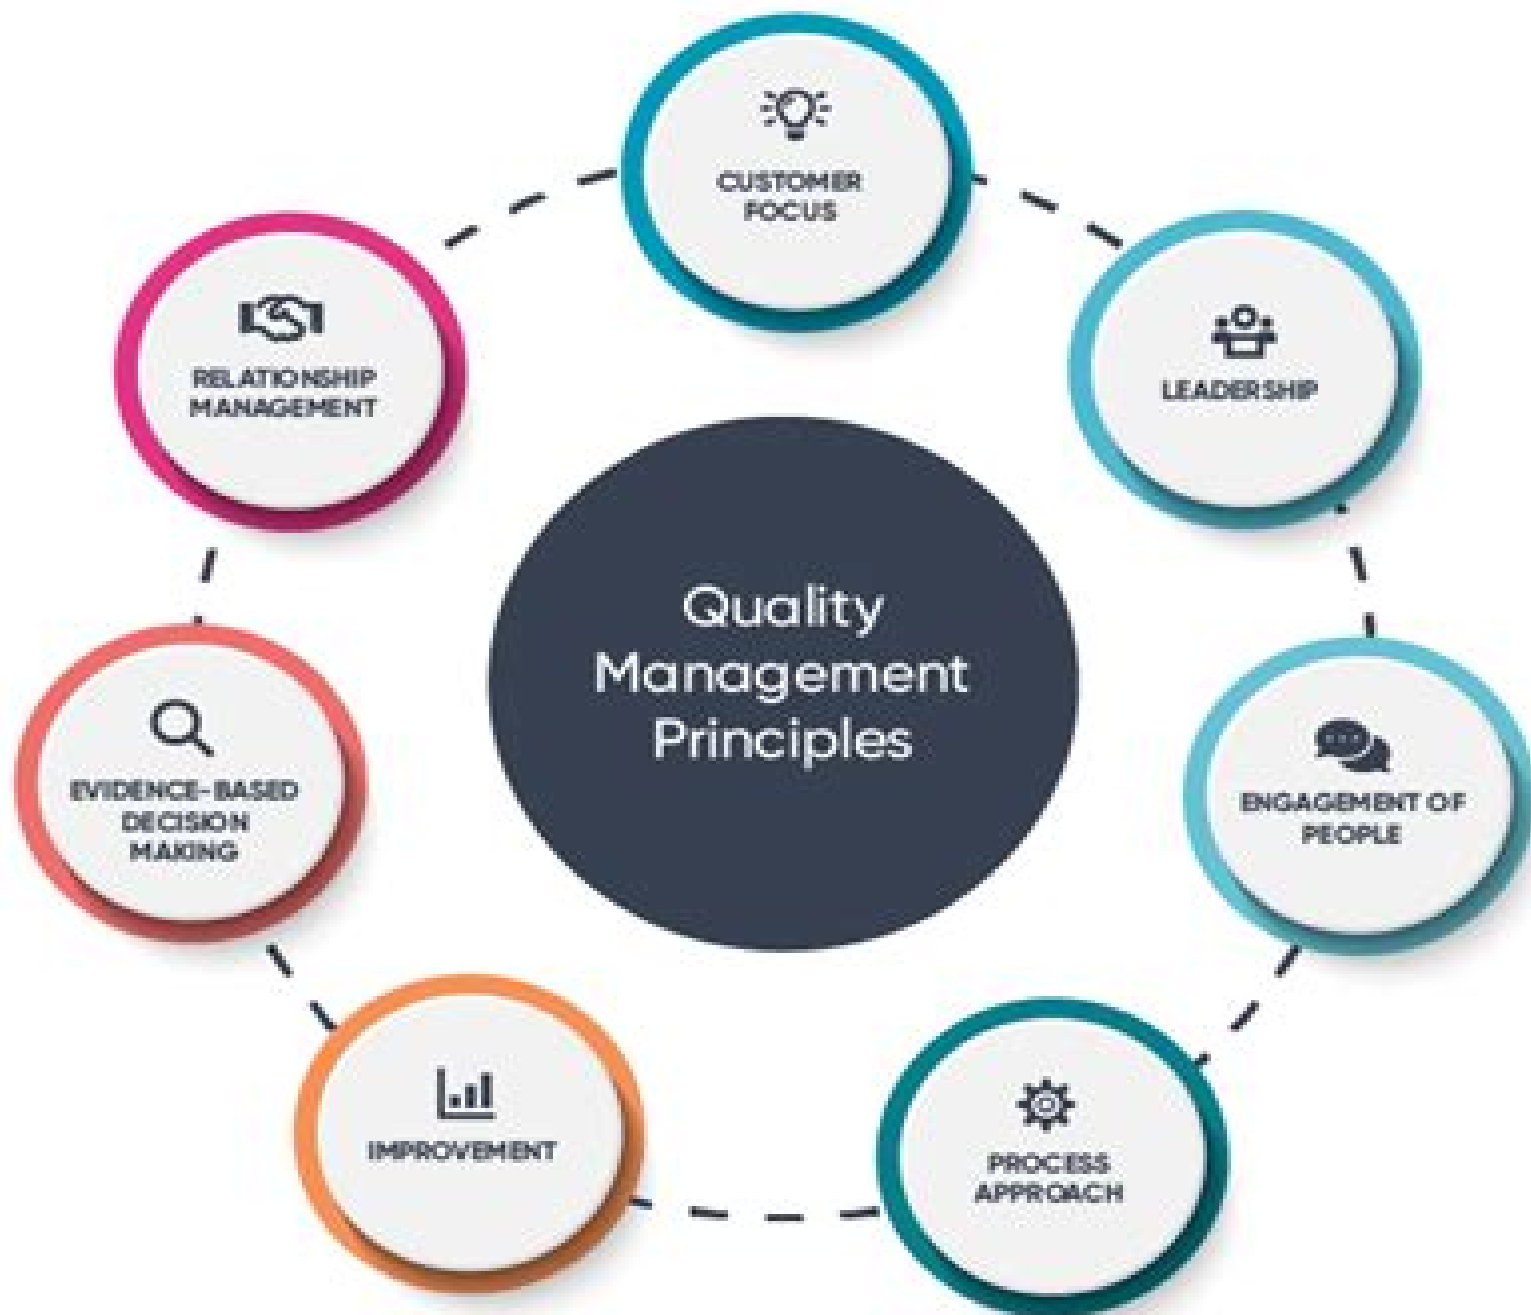 CUSTOMER
FOCUS
LEADERSHIP
ENGAGEMENT OF
PEOPLE
PROCESS
APPROACH
IMPROVEMENT
EVIDENCE-BASED
DECISION
MAKING
RELATIONSHIP
MANAGEMENT
Quality
Management
Principles